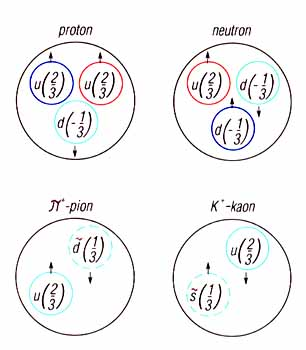 proton
neutron
u(2/3)
u(2/3)
d(-1/3)
u(2/3)
d(-1/3)
d(-1/3)
π⁺-pion
K⁺-kaon
d̃(1/3)
u(2/3)
u(2/3)
s̃(1/3)